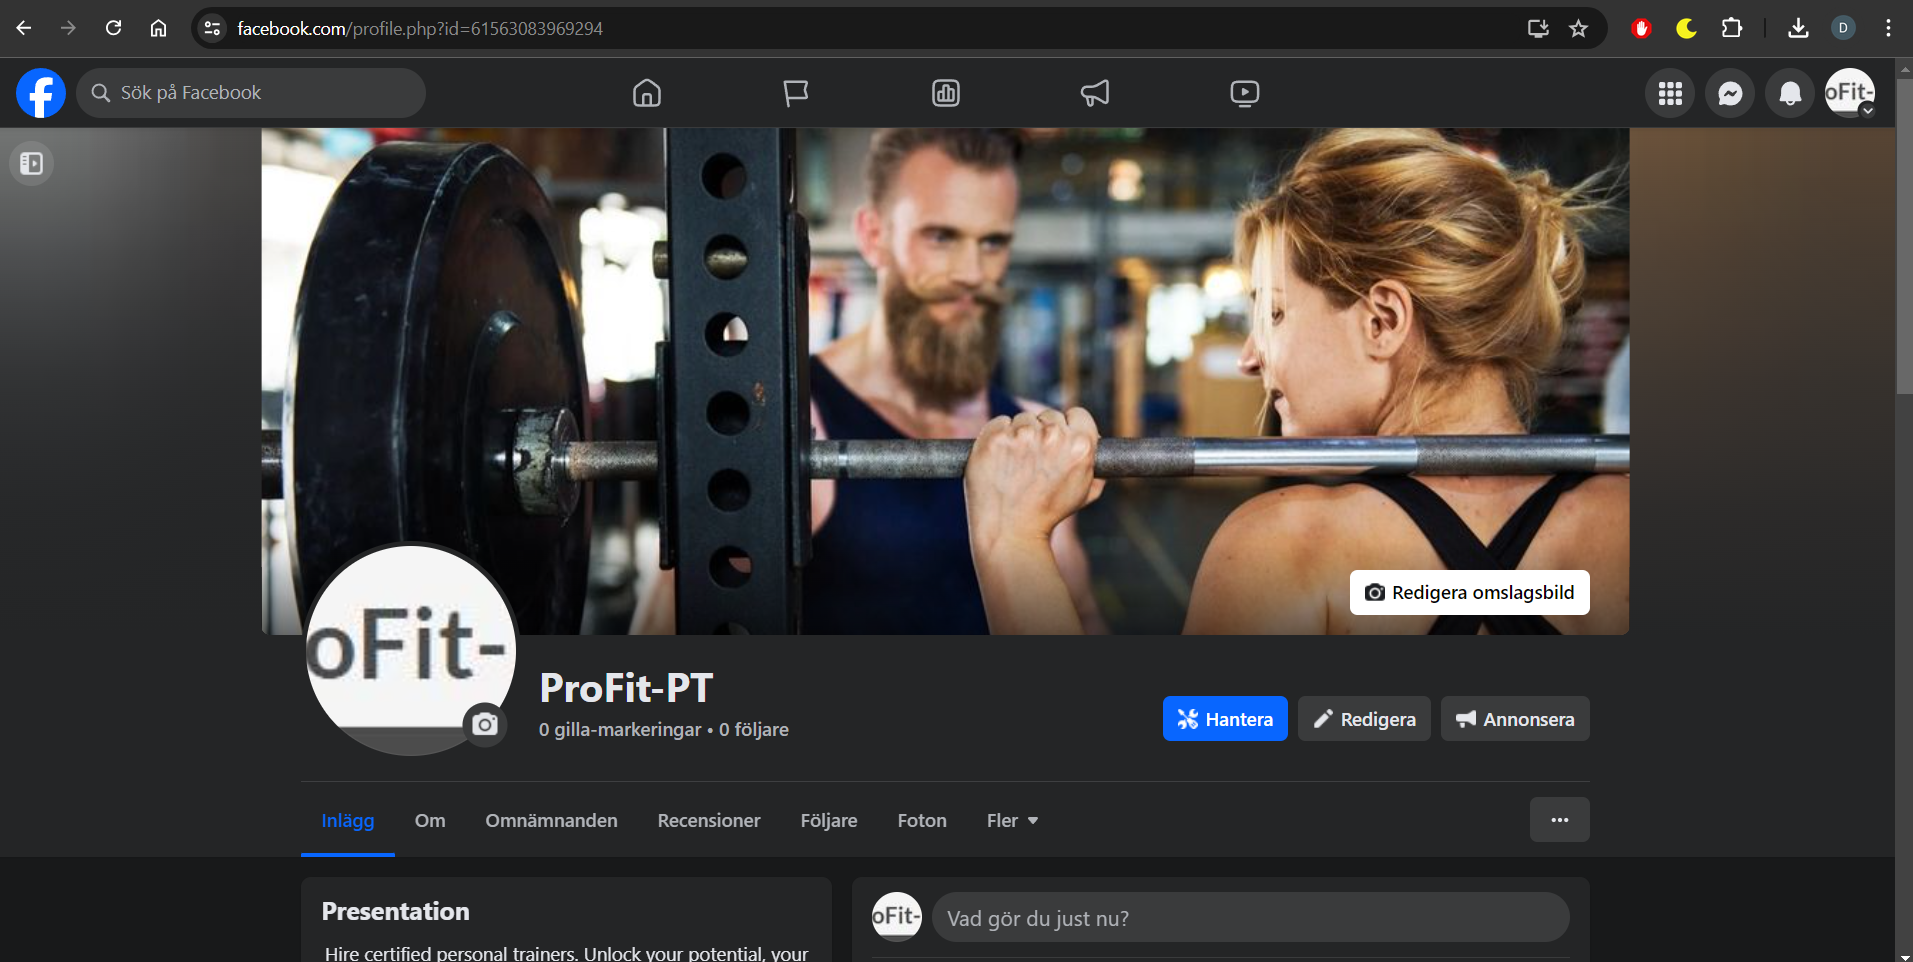 facebook.com/profile.php?id=61563083969294
D
Sök på Facebook
oFit-
Redigera omslagsbild
oFit-
ProFit-PT
0 gilla-markeringar • 0 följare
Hantera
Redigera
Annonsera
Inlägg
Om
Omnämnanden
Recensioner
Följare
Foton
Fler
Presentation
Hire certified personal trainers. Unlock your potential, your
oFit-
Vad gör du just nu?